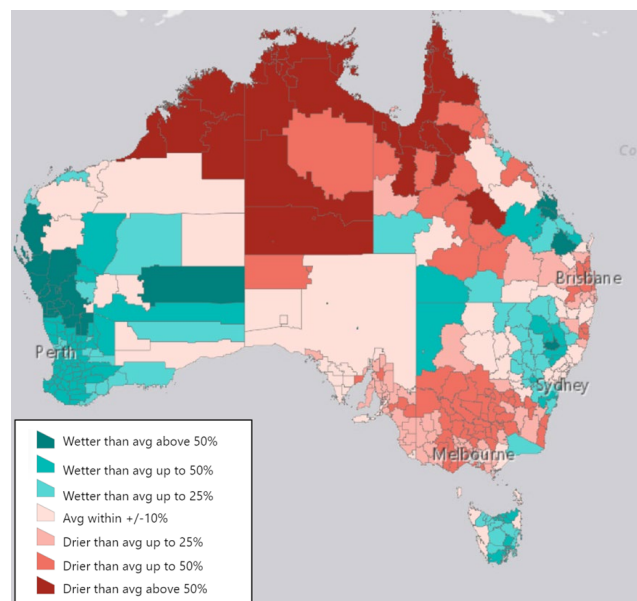 Co
Brisbane
Perth
Sydney
Melbourne
Wetter than avg above 50%
Wetter than avg up to 50%
Wetter than avg up to 25%
Avg within +/-10%
Drier than avg up to 25%
Drier than avg up to 50%
Drier than avg above 50%